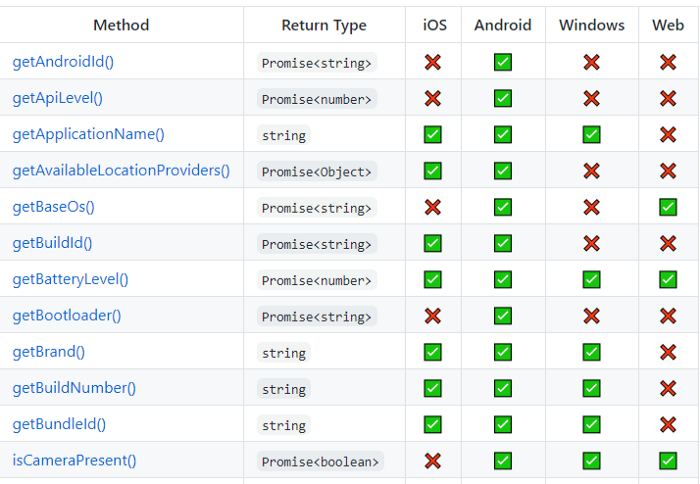 Method Return Type iOS Android Windows Web
getAndroidId() Promise<string> ❌ ✅ ❌ ❌
getApiLevel() Promise<number> ❌ ✅ ❌ ❌
getApplicationName() string ✅ ✅ ✅ ❌
getAvailableLocationProviders() Promise<Object> ✅ ✅ ❌ ❌
getBaseOs() Promise<string> ❌ ✅ ❌ ✅
getBuildId() Promise<string> ✅ ✅ ❌ ❌
getBatteryLevel() Promise<number> ✅ ✅ ✅ ✅
getBootloader() Promise<string> ❌ ✅ ❌ ❌
getBrand() string ✅ ✅ ✅ ❌
getBuildNumber() string ✅ ✅ ✅ ❌
getBundleId() string ✅ ✅ ✅ ❌
isCameraPresent() Promise<boolean> ❌ ✅ ✅ ✅